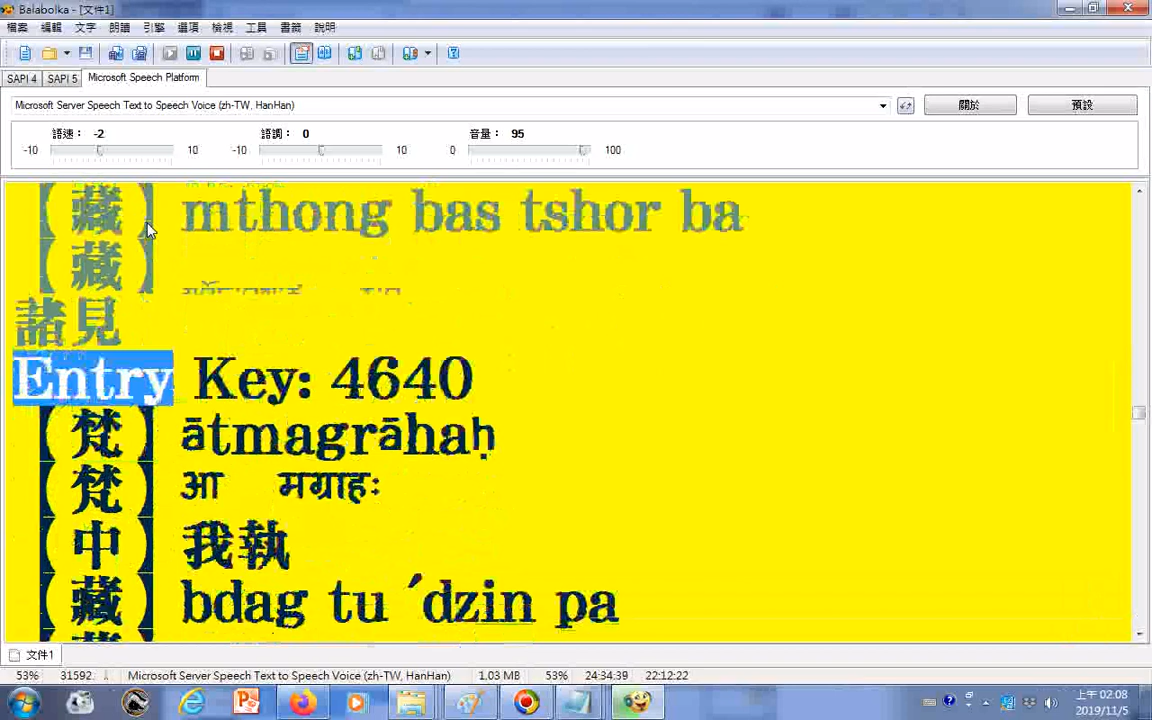 Balabolka - [文件1]
檔案 編輯 文字 朗讀 引擎 選項 檢視 工具 書籤 說明
SAPI 4 SAPI 5 Microsoft Speech Platform
Microsoft Server Speech Text to Speech Voice (zh-TW, HanHan)
關於 預設
語速： -2 語調： 0 音量： 95
-10 10 -10 10 0 100
【藏】 mthong bas tshor ba
【藏】
諸見
Entry Key: 4640
【梵】 ātmagrāhaḥ
【梵】 आ मग्राहः
【中】 我執
【藏】 bdag tu ´dzin pa
文件1
53% 31592 Microsoft Server Speech Text to Speech Voice (zh-TW, HanHan) 1.03 MB 53% 24:34:39 22:12:22
上午 02:08
2019/11/5